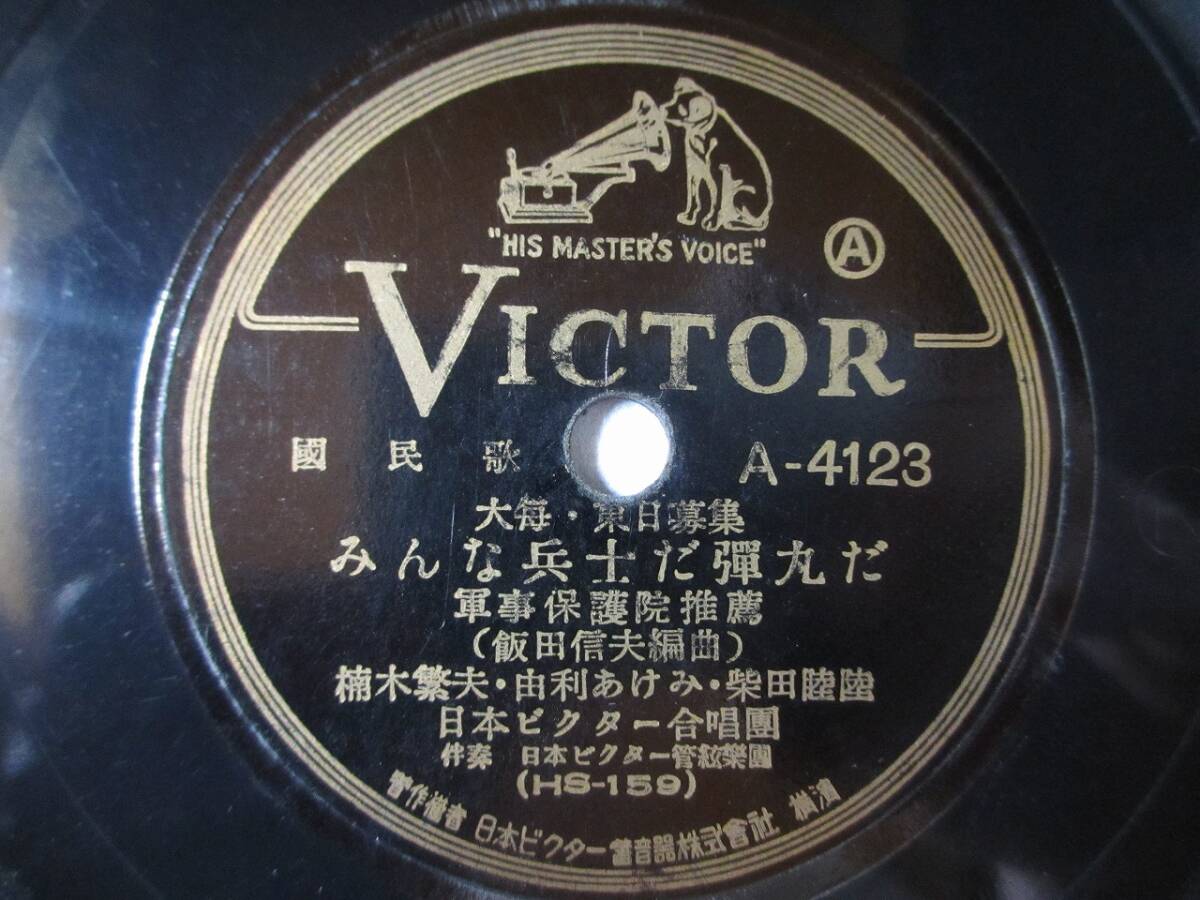 "HIS MASTER'S VOICE"
Ⓐ
VICTOR
國民歌
A-4123
大毎・東日募集
みんな兵士だ彈丸だ
軍事保護院推薦
(飯田信夫編曲)
楠木繁夫・由利あけみ・柴田睦陸
日本ビクター合唱團
伴奏 日本ビクター管絃樂團
(HS-159)
著作権者 日本ビクター蓄音器株式會社 横濱